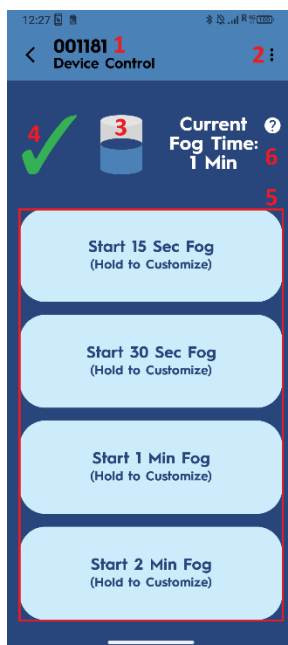 12:27
001181 1
Device Control
2
4
3
Current
Fog Time:
1 Min
?
6
5
Start 15 Sec Fog
(Hold to Customize)
Start 30 Sec Fog
(Hold to Customize)
Start 1 Min Fog
(Hold to Customize)
Start 2 Min Fog
(Hold to Customize)